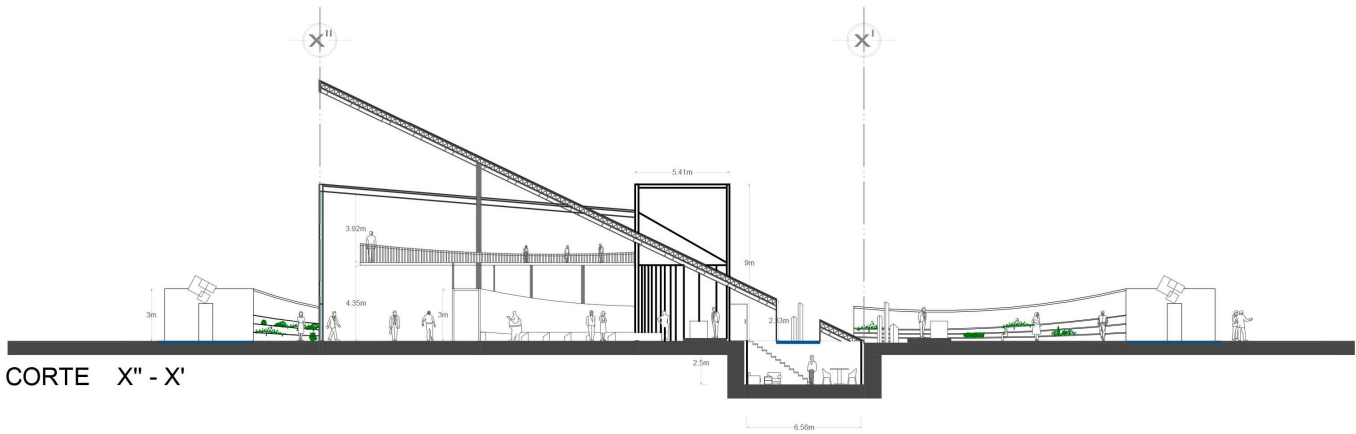 X"
X'
5.41m
3.92m
9m
4.35m
3m
3m
2.33m
2.5m
CORTE X" - X'
6.56m